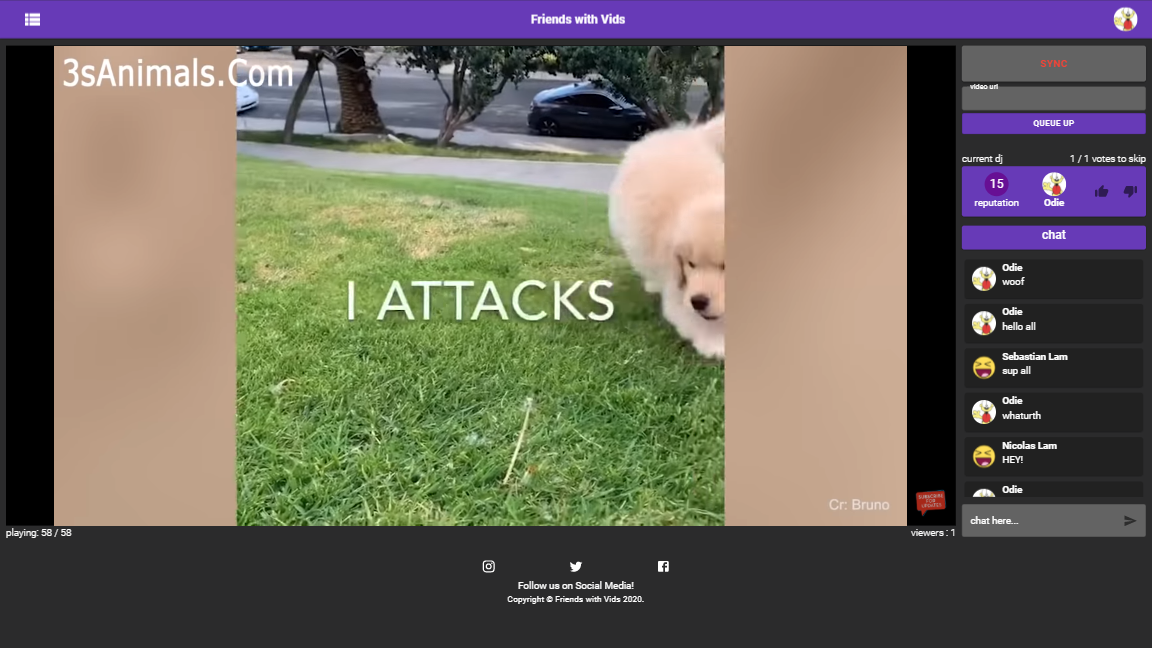 Friends with Vids
3sAnimals.Com
I ATTACKS
Cr: Bruno
SUBSCRIBE
FOR
UPDATES
playing: 58 / 58
viewers : 1
SYNC
video url
QUEUE UP
current dj
1 / 1 votes to skip
15
reputation
Odie
chat
Odie
woof
Odie
hello all
Sebastian Lam
sup all
Odie
whaturth
Nicolas Lam
HEY!
Odie
chat here...
Follow us on Social Media!
Copyright © Friends with Vids 2020.